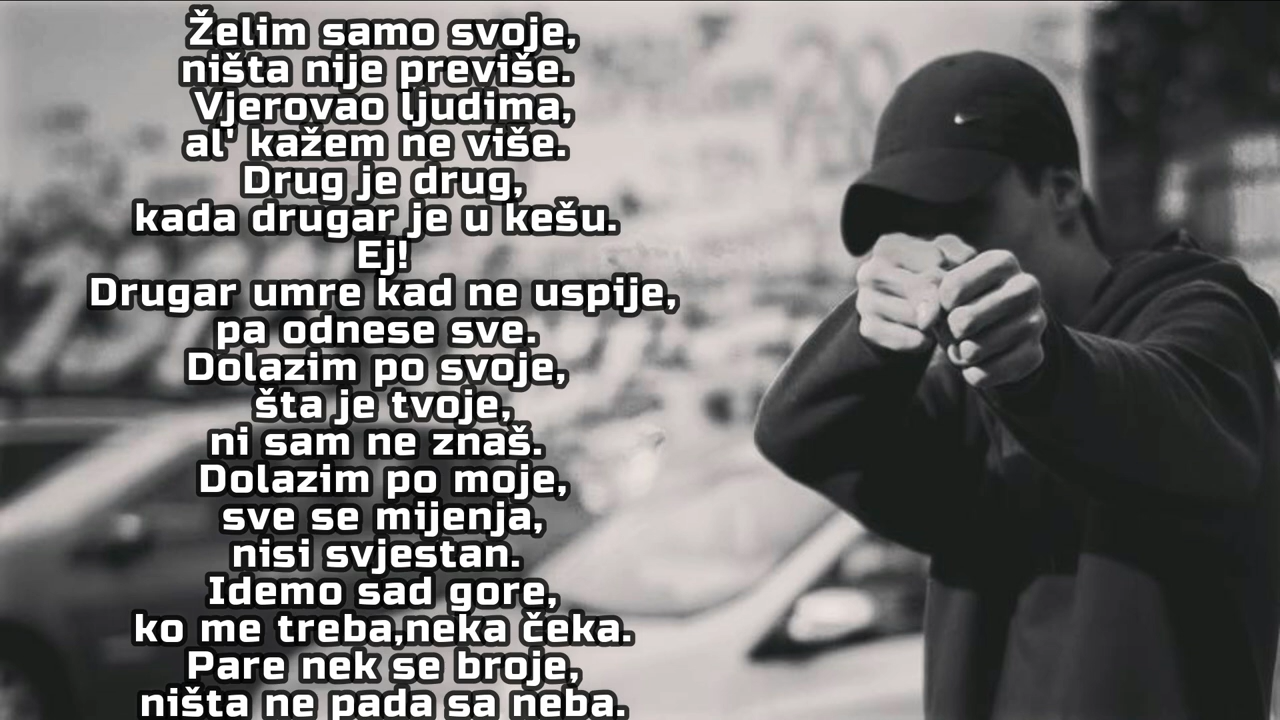 Želim samo svoje,
ništa nije previše.
Vjerovao ljudima,
al' kažem ne više.
Drug je drug,
kada drugar je u kešu.
Ej!
Drugar umre kad ne uspije,
pa odnese sve.
Dolazim po svoje,
šta je tvoje,
ni sam ne znaš.
Dolazim po moje,
sve se mijenja,
nisi svjestan.
Idemo sad gore,
ko me treba,neka čeka.
Pare nek se broje,
ništa ne pada sa neba.